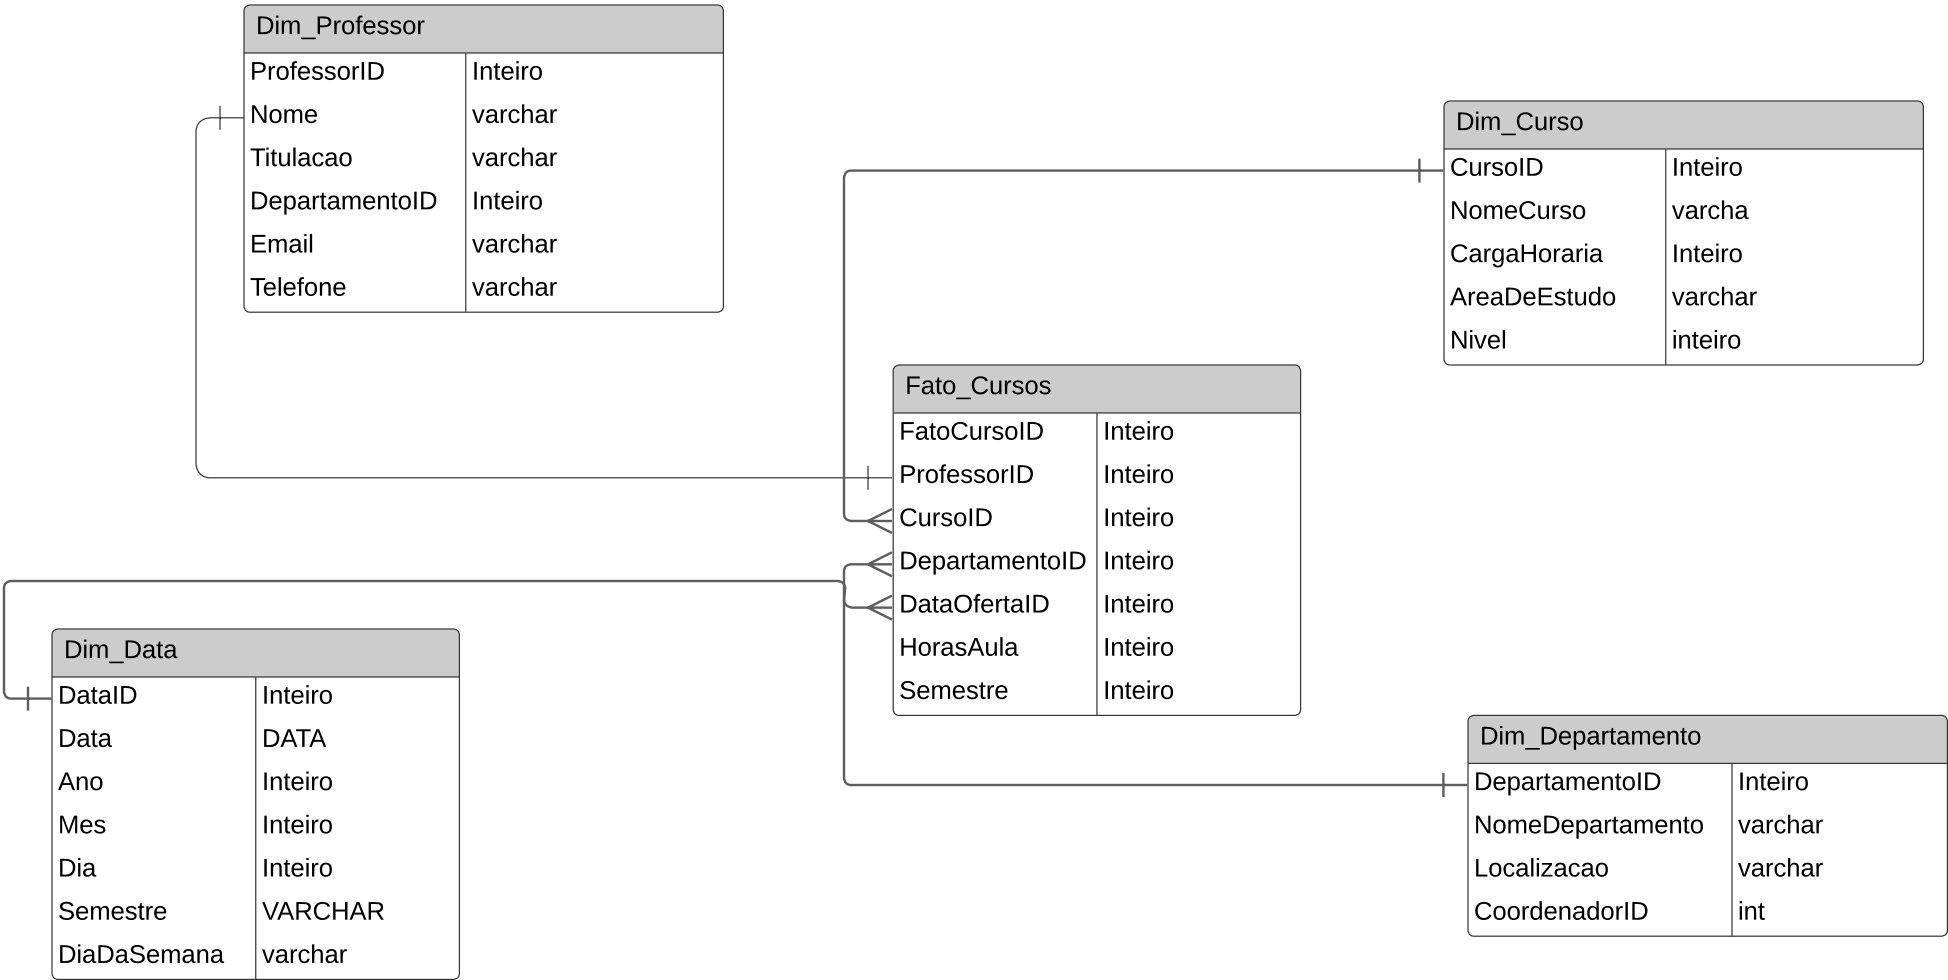 Dim_Professor
ProfessorID Inteiro
Nome varchar
Titulacao varchar
DepartamentoID Inteiro
Email varchar
Telefone varchar
Dim_Curso
CursoID Inteiro
NomeCurso varcha
CargaHoraria Inteiro
AreaDeEstudo varchar
Nivel inteiro
Fato_Cursos
FatoCursoID Inteiro
ProfessorID Inteiro
CursoID Inteiro
DepartamentoID Inteiro
DataOfertaID Inteiro
HorasAula Inteiro
Semestre Inteiro
Dim_Data
DataID Inteiro
Data DATA
Ano Inteiro
Mes Inteiro
Dia Inteiro
Semestre VARCHAR
DiaDaSemana varchar
Dim_Departamento
DepartamentoID Inteiro
NomeDepartamento varchar
Localizacao varchar
CoordenadorID int